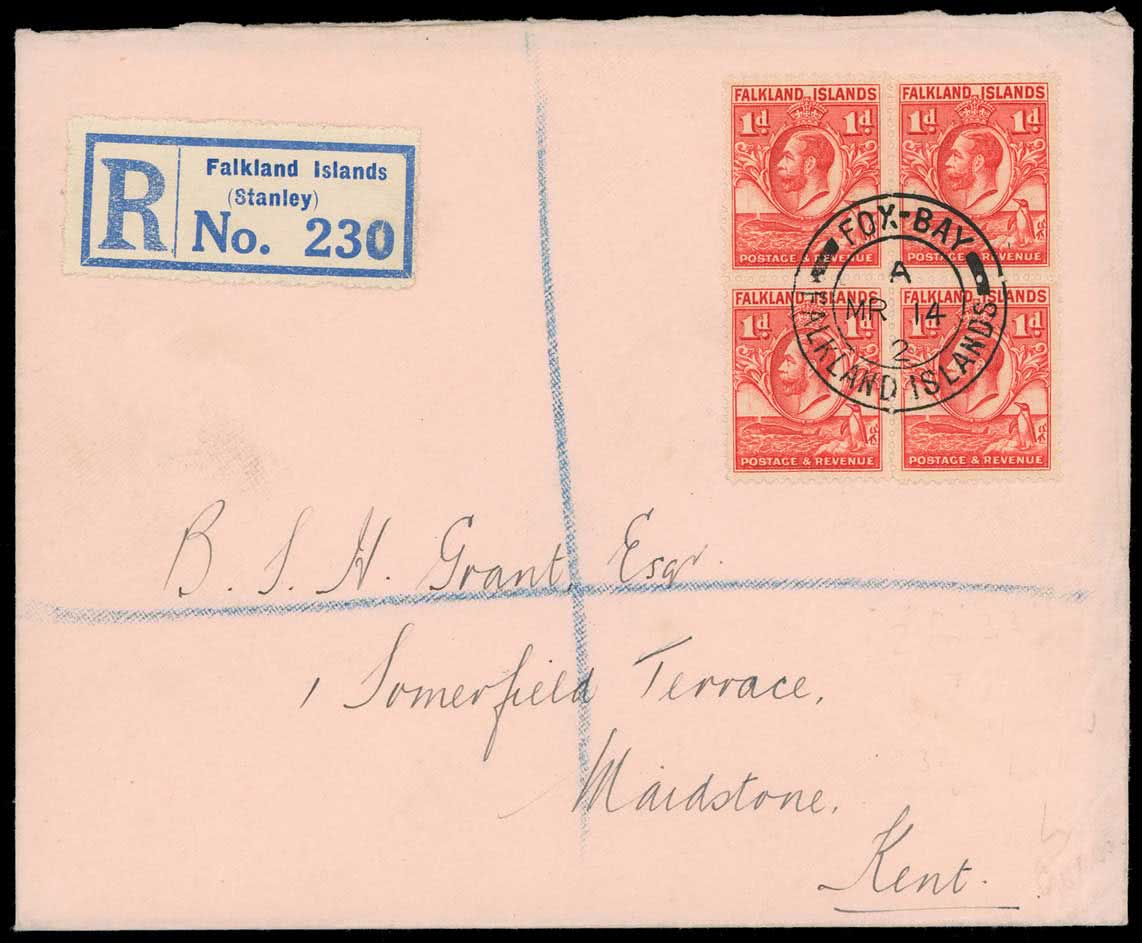 R
Falkland Islands
(Stanley)
No. 230
FALKLAND ISLANDS
1d 1d
POSTAGE & REVENUE
FALKLAND ISLANDS
1d 1d
POSTAGE & REVENUE
FALKLAND ISLANDS
1d 1d
POSTAGE & REVENUE
FALKLAND ISLANDS
1d
POSTAGE & REVENUE
FOX-BAY
A
MR 14
2
FALKLAND ISLANDS
B. S. H. Grant, Esqr.
1 Somerfield Terrace,
Maidstone,
Kent.